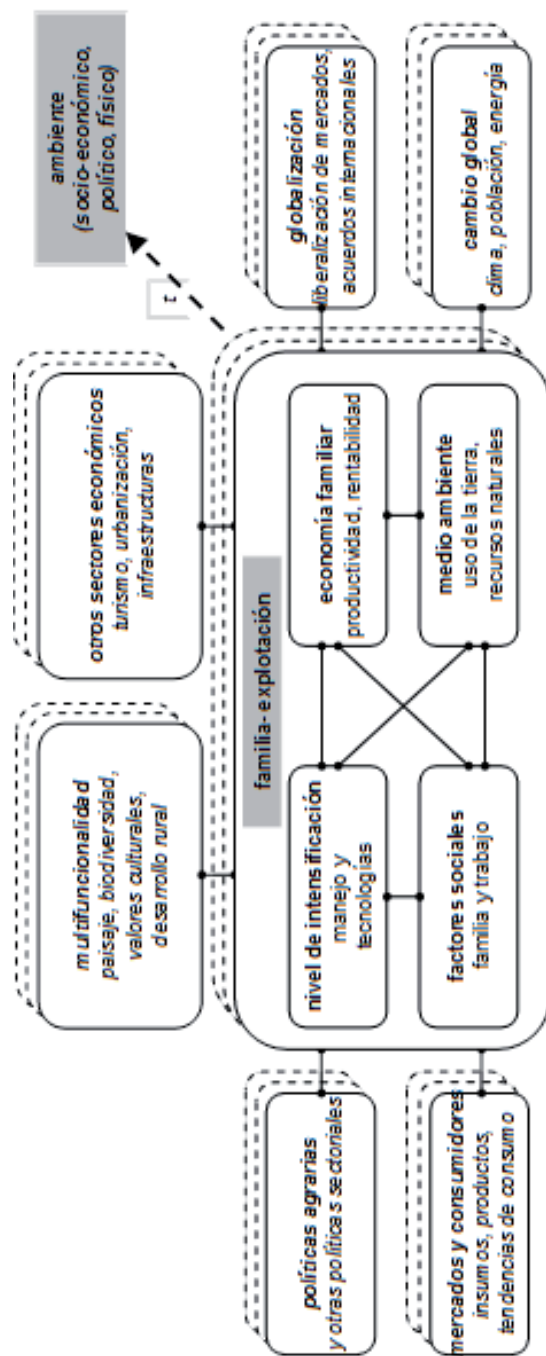 multifuncionalidad
paisaje, biodiversidad,
valores culturales,
desarrollo rural
otros sectores económicos
turismo, urbanización,
infraestructuras
ambiente
(socio-económico,
político, físico)
t
políticas agrarias
y otras políticas sectoriales
mercados y consumidores
insumos, productos,
tendencias de consumo
familia-explotación
nivel de intensificación
manejo y
tecnologías
economía familiar
productividad, rentabilidad
factores sociales
familia y trabajo
medio ambiente
uso de la tierra,
recursos naturales
globalización
liberalización de mercados,
acuerdos internacionales
cambio global
clima, población, energía